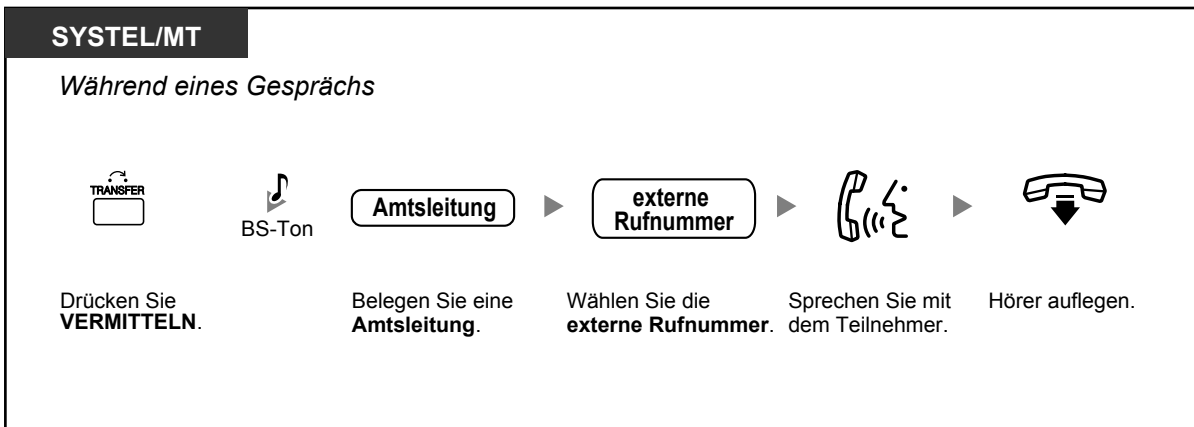 SYSTEL/MT
Während eines Gesprächs
TRANSFER
BS-Ton
Amtsleitung
externe
Rufnummer
Drücken Sie
VERMITTELN.
Belegen Sie eine
Amtsleitung.
Wählen Sie die
externe Rufnummer.
Sprechen Sie mit
dem Teilnehmer.
Hörer auflegen.